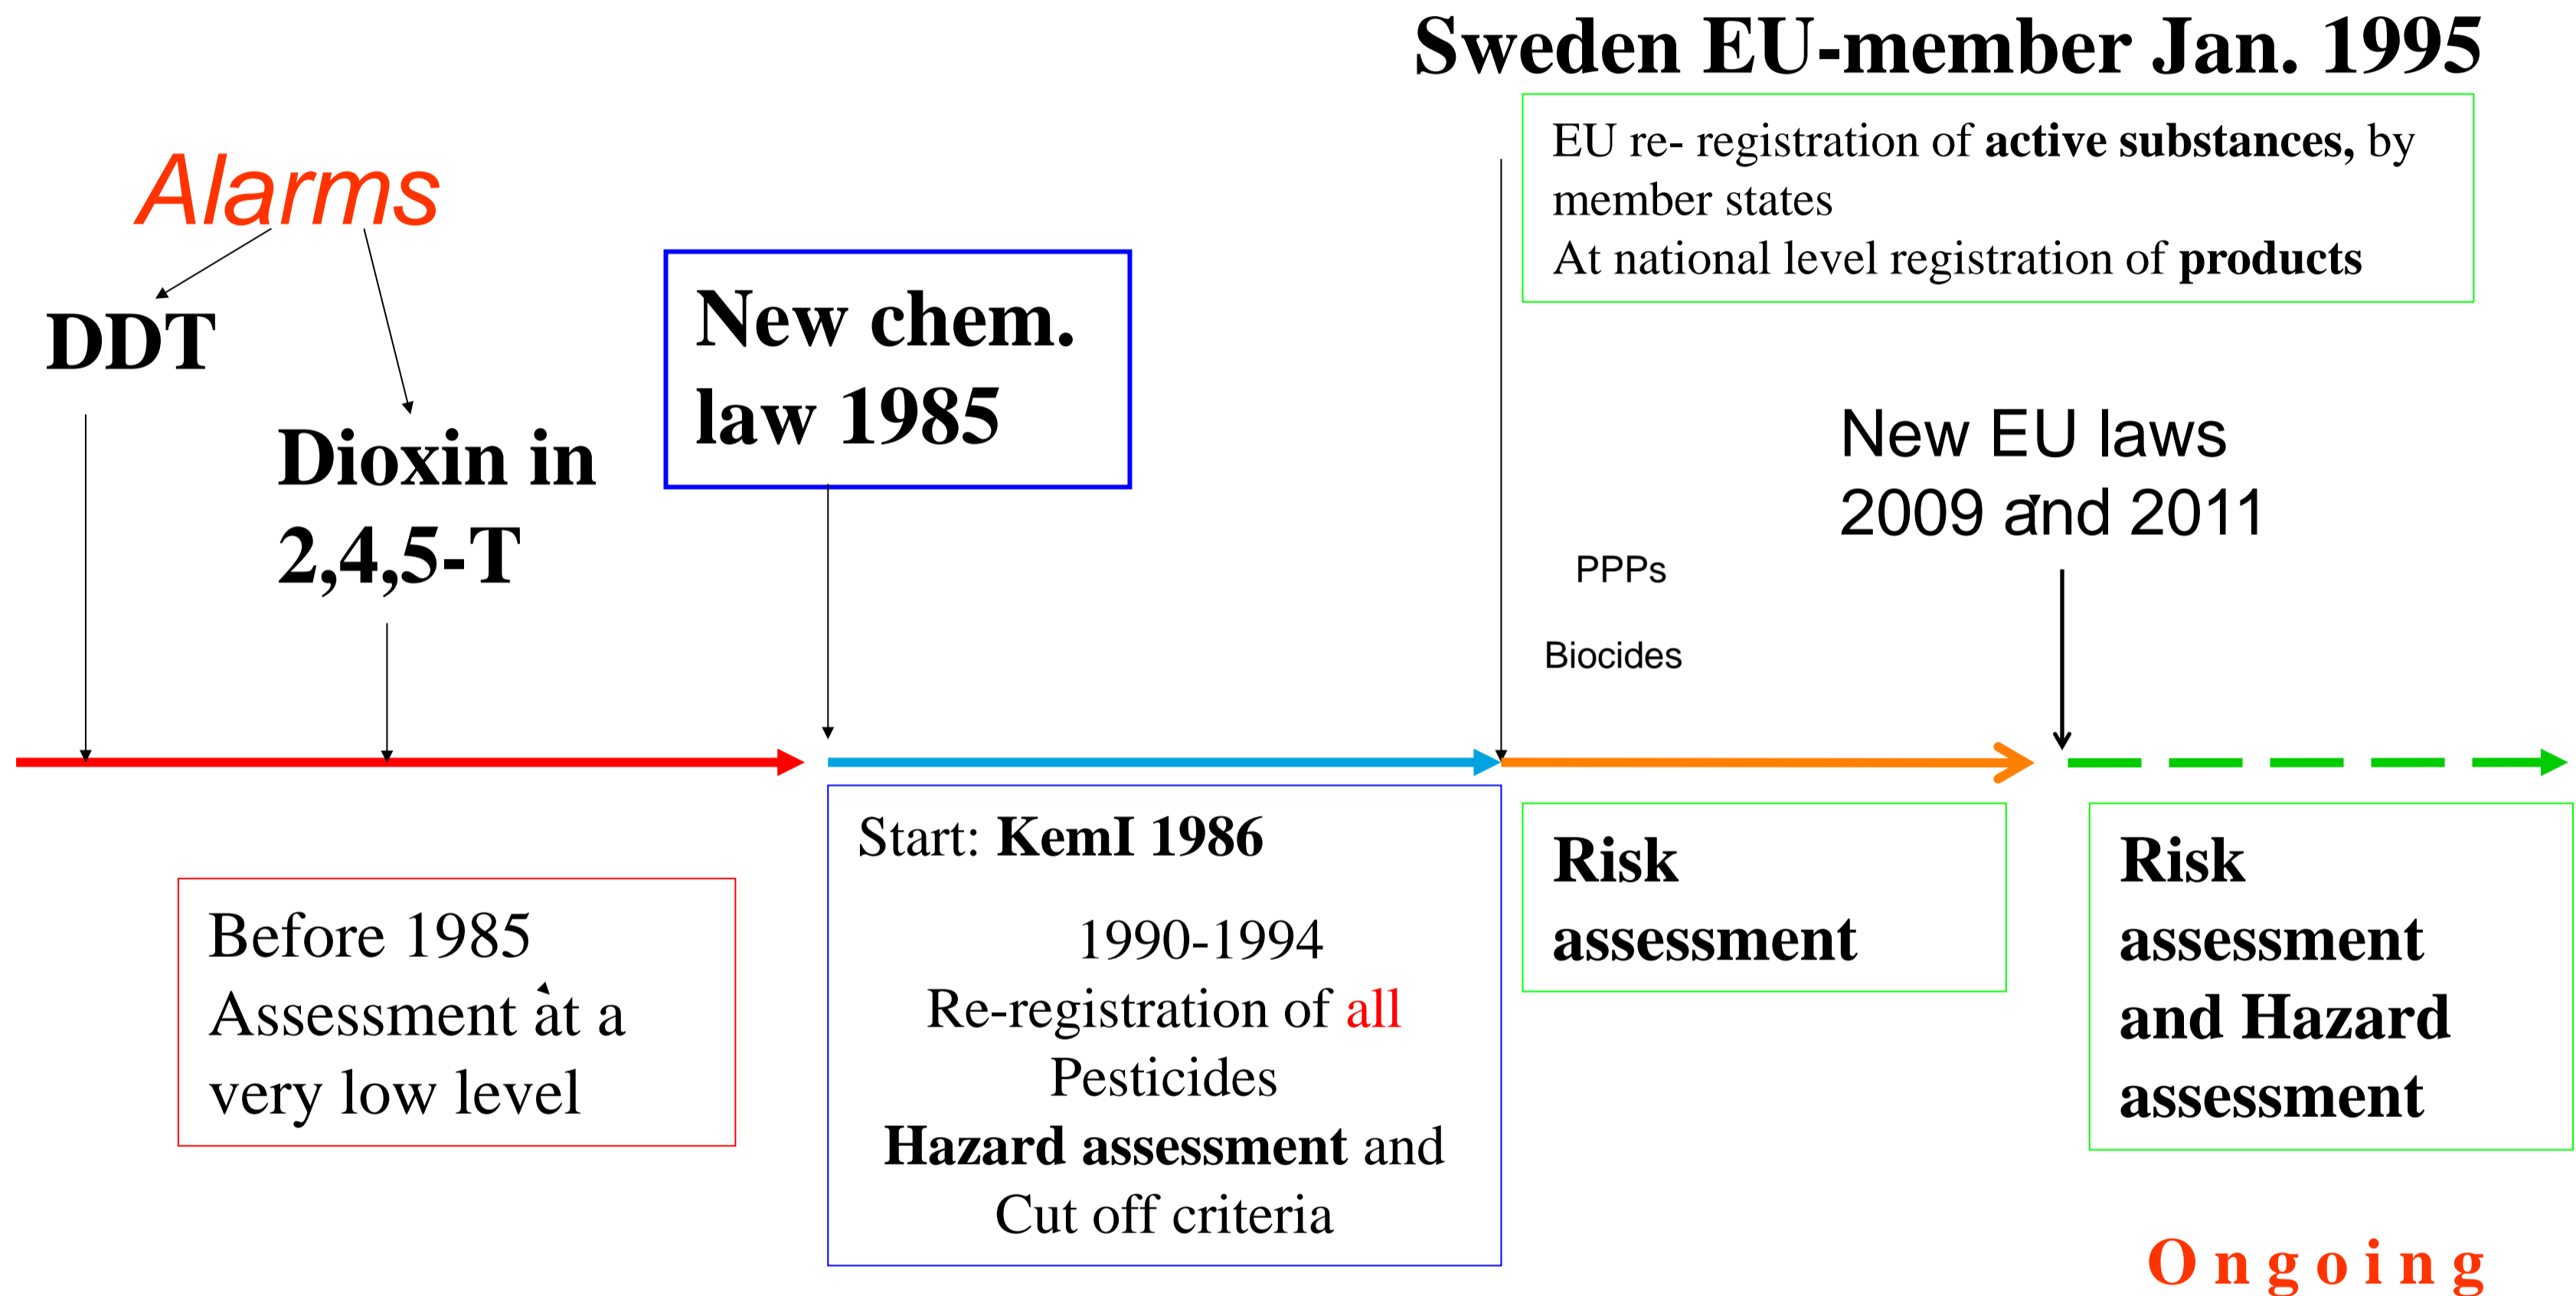 Sweden EU-member Jan. 1995
EU re- registration of active substances, by
member states
At national level registration of products
Alarms
DDT
Dioxin in
2,4,5-T
New chem.
law 1985
New EU laws
2009 and 2011
PPPs
Biocides
Before 1985
Assessment at a
very low level
Start: KemI 1986
1990-1994
Re-registration of all
Pesticides
Hazard assessment and
Cut off criteria
Risk
assessment
Risk
assessment
and Hazard
assessment
Ongoing